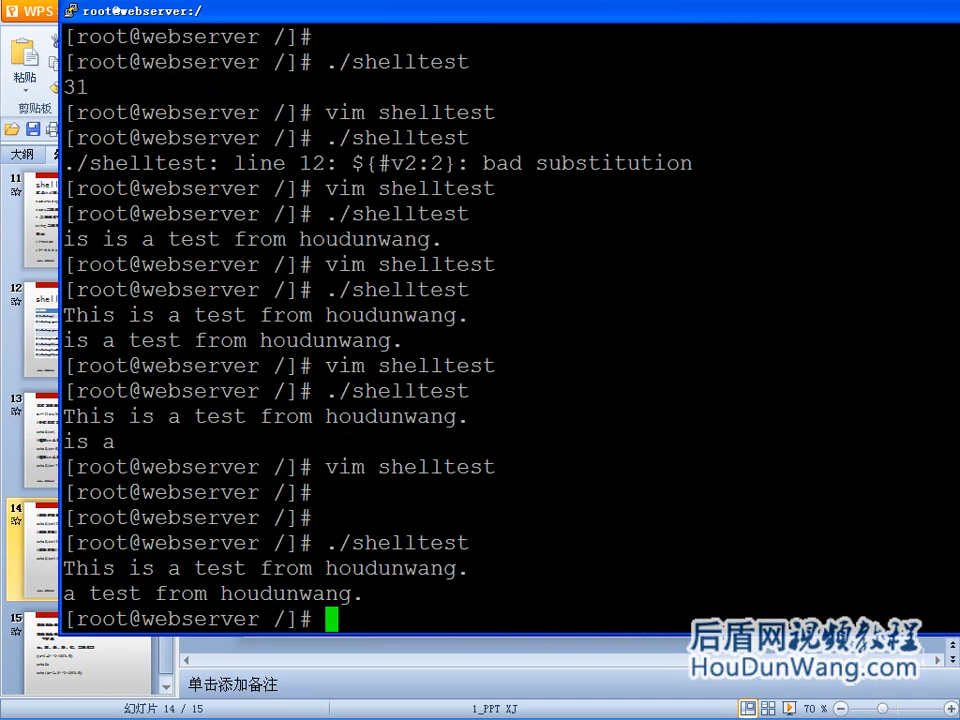 WPS
root@webserver:/
[root@webserver /]#
[root@webserver /]# ./shelltest
31
[root@webserver /]# vim shelltest
[root@webserver /]# ./shelltest
./shelltest: line 12: ${#v2:2}: bad substitution
[root@webserver /]# vim shelltest
[root@webserver /]# ./shelltest
is is a test from houdunwang.
[root@webserver /]# vim shelltest
[root@webserver /]# ./shelltest
This is a test from houdunwang.
is a test from houdunwang.
[root@webserver /]# vim shelltest
[root@webserver /]# ./shelltest
This is a test from houdunwang.
is a
[root@webserver /]# vim shelltest
[root@webserver /]#
[root@webserver /]#
[root@webserver /]# ./shelltest
This is a test from houdunwang.
a test from houdunwang.
[root@webserver /]#
粘贴
剪贴板
大纲
11
shell
12
shell
13
14
15
后盾网视频教程
HouDunWang.com
单击添加备注
幻灯片 14 / 15
1_PPT XJ
70 %